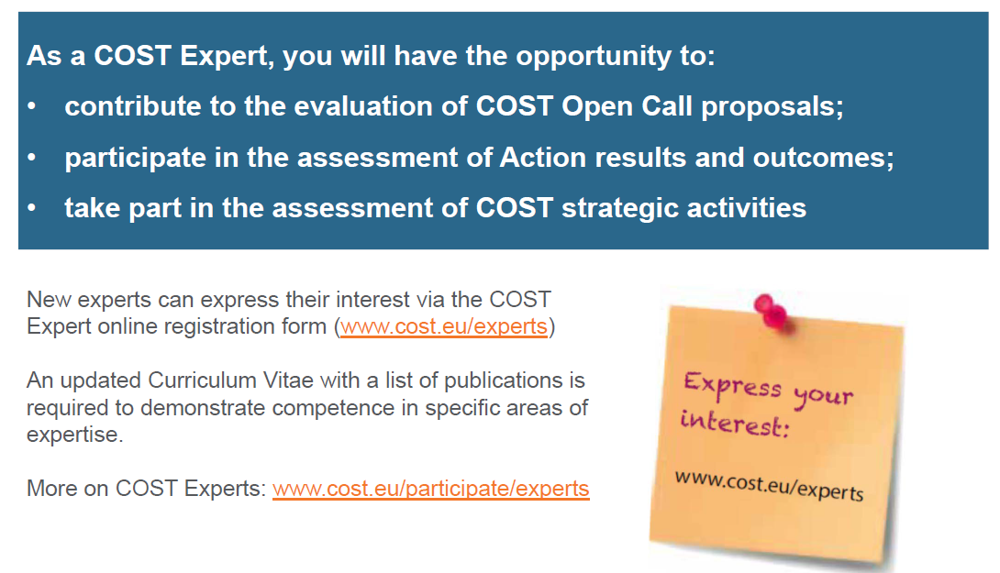 As a COST Expert, you will have the opportunity to:
• contribute to the evaluation of COST Open Call proposals;
• participate in the assessment of Action results and outcomes;
• take part in the assessment of COST strategic activities
New experts can express their interest via the COST
Expert online registration form (www.cost.eu/experts)
An updated Curriculum Vitae with a list of publications is
required to demonstrate competence in specific areas of
expertise.
More on COST Experts: www.cost.eu/participate/experts
Express your
interest:
www.cost.eu/experts